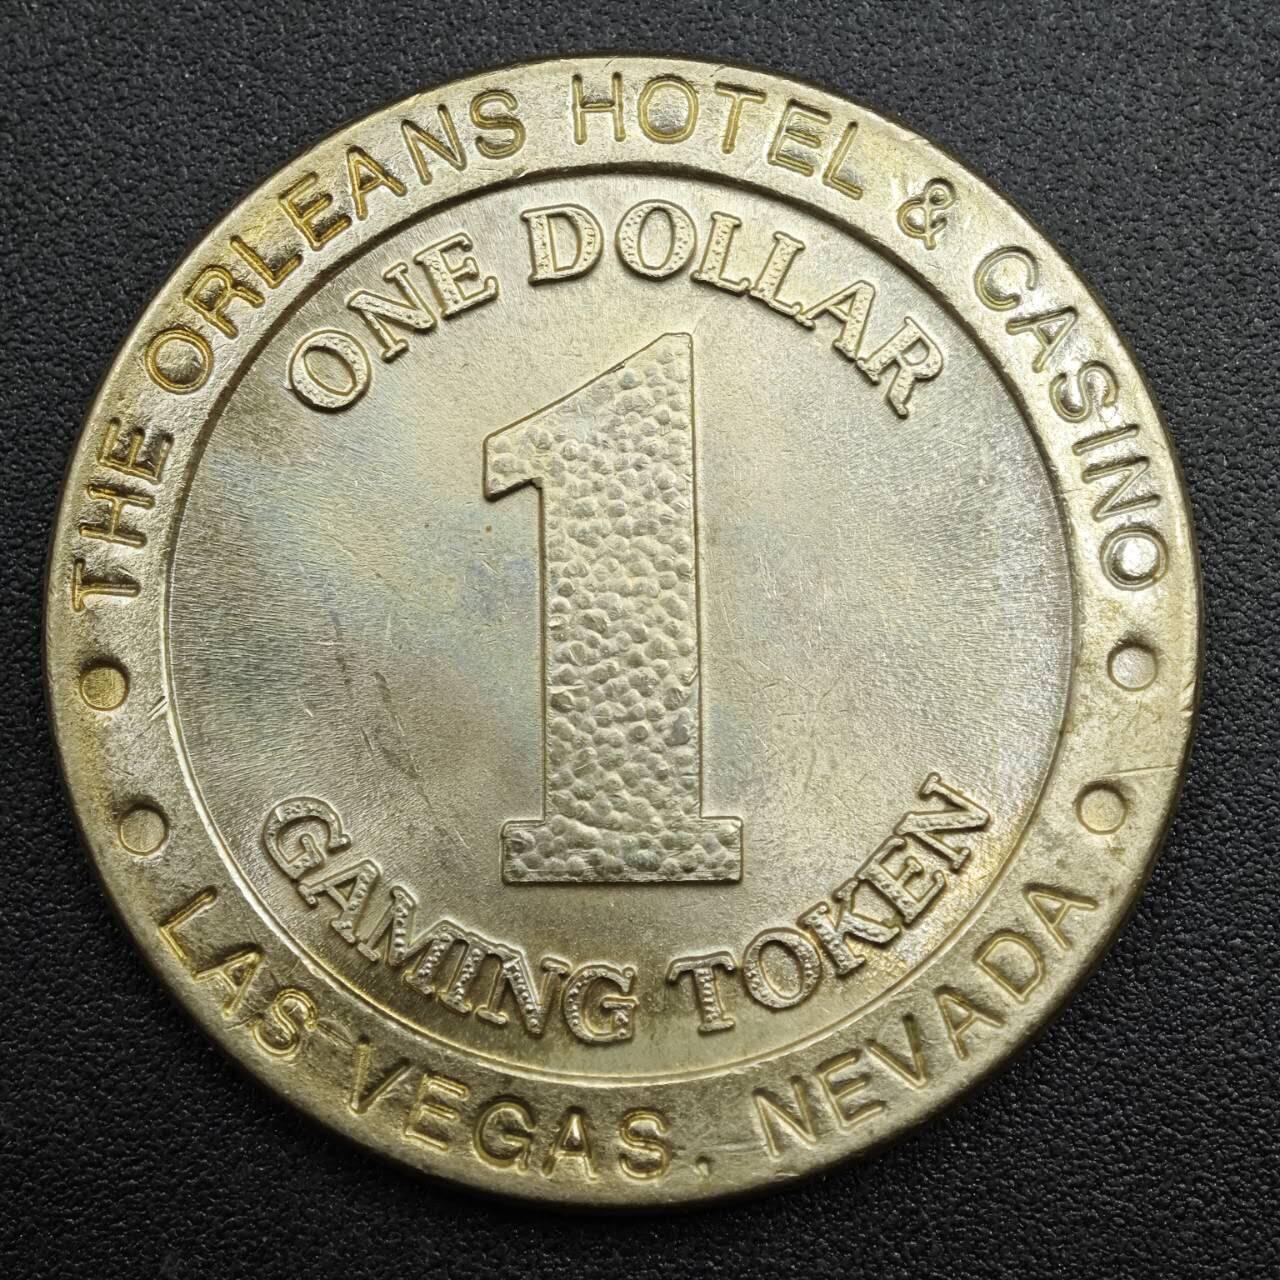 THE ORLEANS HOTEL & CASINO
ONE DOLLAR
1
GAMING TOKEN
LAS VEGAS, NEVADA